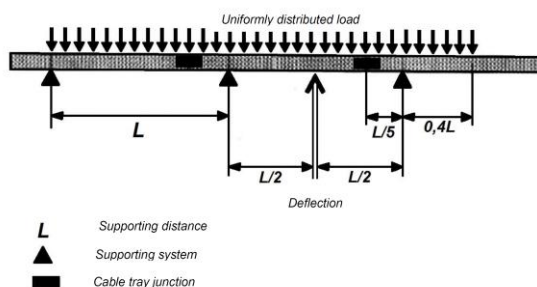 Uniformly distributed load
L
L/5
0,4L
L/2
L/2
Deflection
L Supporting distance
Supporting system
Cable tray junction